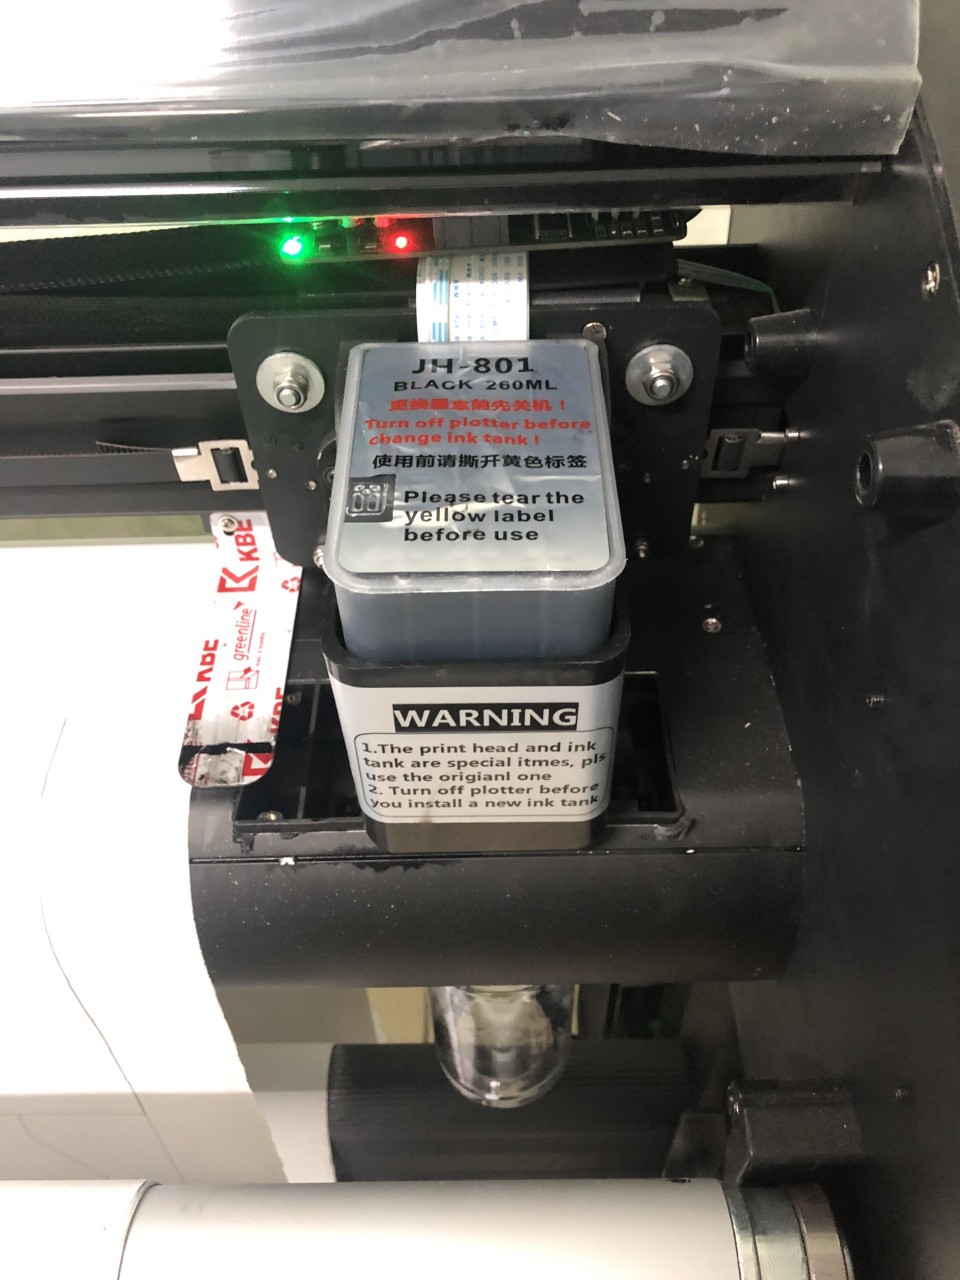 JH-801
BLACK 260ML
更换墨盒前先关机！
Turn off plotter before
change ink tank !
使用前请撕开黄色标签
Please tear the
yellow label
before use
WARNING
1.The print head and ink
tank are special itmes, pls
use the origianl one
2. Turn off plotter before
you install a new ink tank
KBE
greenline
KBE